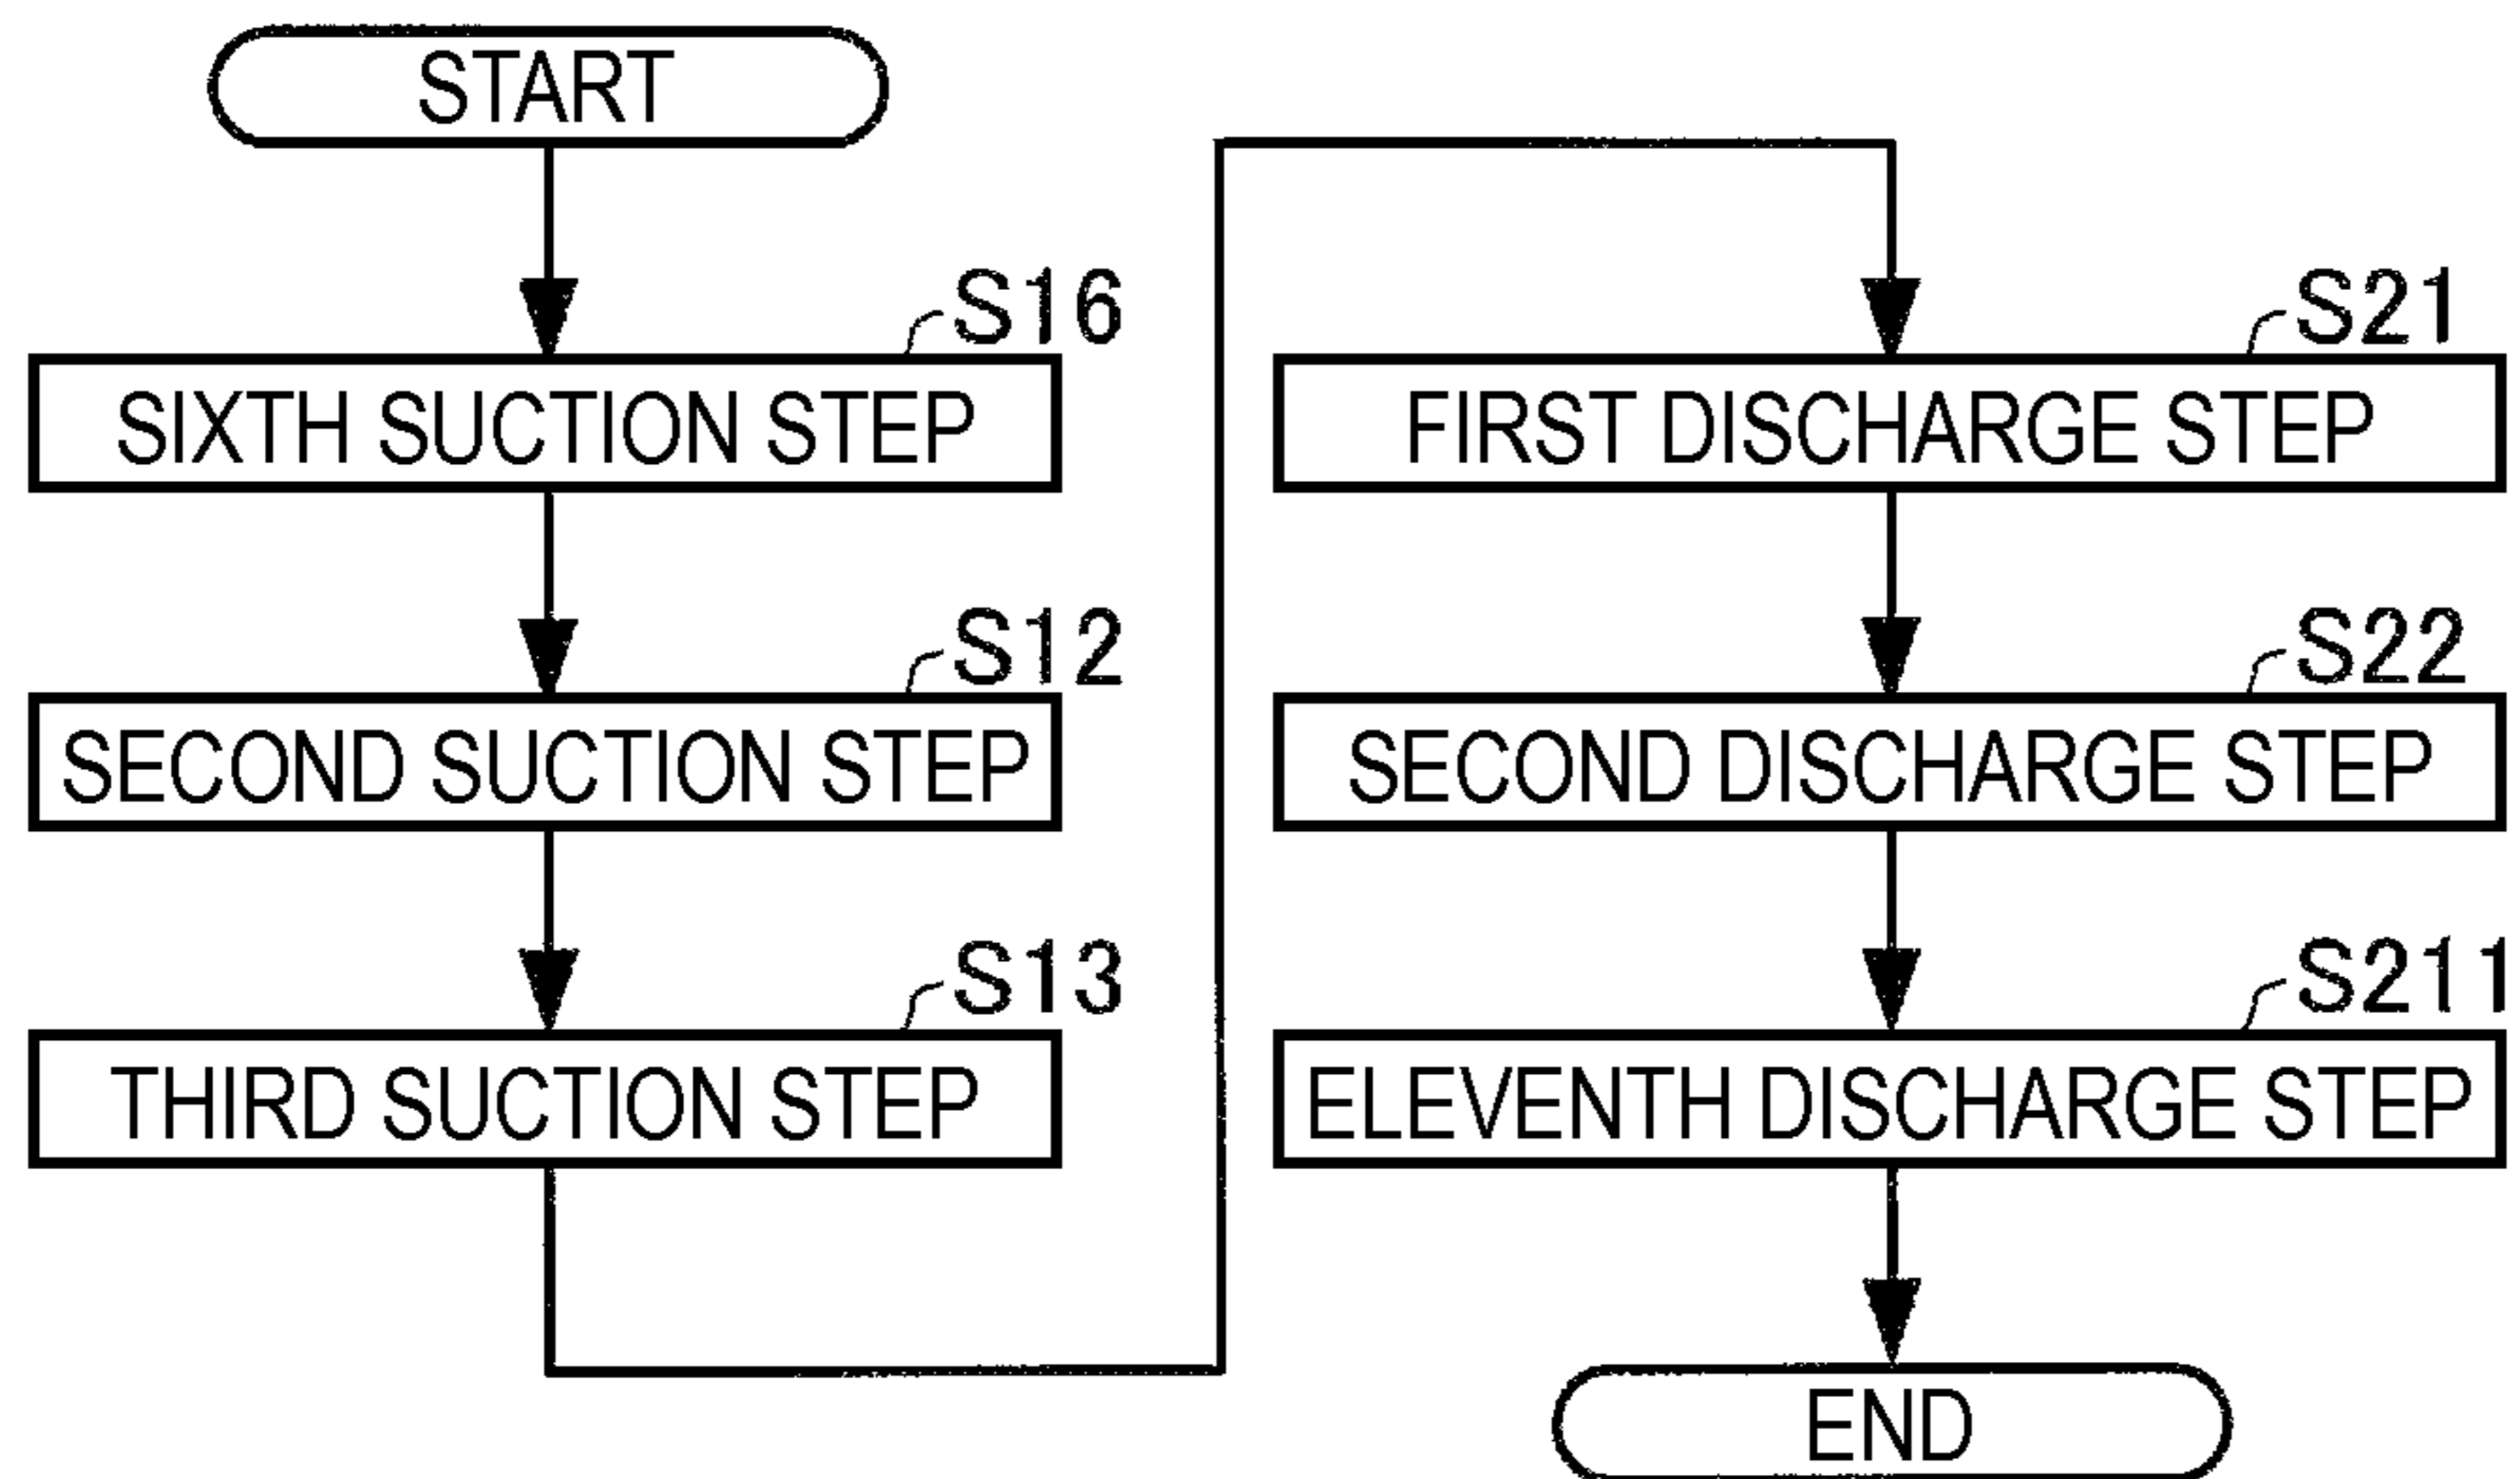 START
S16
SIXTH SUCTION STEP
S12
SECOND SUCTION STEP
S13
THIRD SUCTION STEP
S21
FIRST DISCHARGE STEP
S22
SECOND DISCHARGE STEP
S211
ELEVENTH DISCHARGE STEP
END